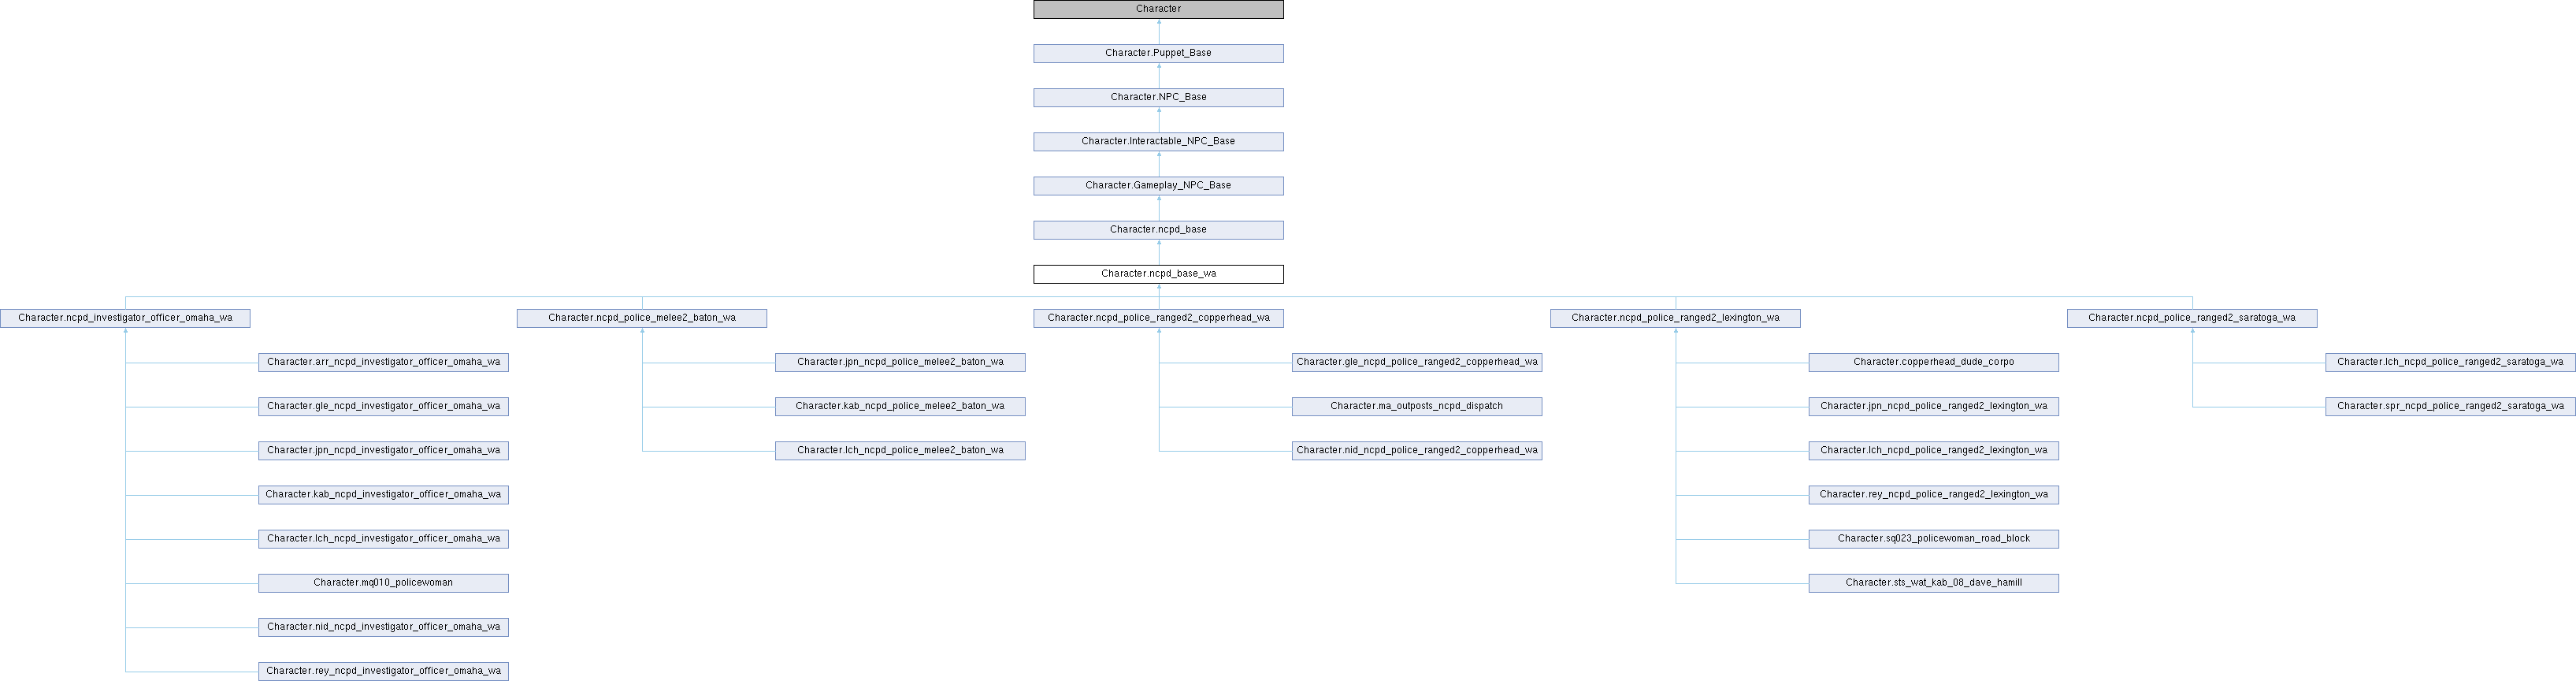 Character
Character.Puppet_Base
Character.NPC_Base
Character.Interactable_NPC_Base
Character.Gameplay_NPC_Base
Character.ncpd_base
Character.ncpd_base_wa
Character.ncpd_investigator_officer_omaha_wa
Character.ncpd_police_melee2_baton_wa
Character.ncpd_police_ranged2_copperhead_wa
Character.ncpd_police_ranged2_lexington_wa
Character.ncpd_police_ranged2_saratoga_wa
Character.arr_ncpd_investigator_officer_omaha_wa
Character.jpn_ncpd_police_melee2_baton_wa
Character.gle_ncpd_police_ranged2_copperhead_wa
Character.copperhead_dude_corpo
Character.lch_ncpd_police_ranged2_saratoga_wa
Character.gle_ncpd_investigator_officer_omaha_wa
Character.kab_ncpd_police_melee2_baton_wa
Character.ma_outposts_ncpd_dispatch
Character.jpn_ncpd_police_ranged2_lexington_wa
Character.spr_ncpd_police_ranged2_saratoga_wa
Character.jpn_ncpd_investigator_officer_omaha_wa
Character.lch_ncpd_police_melee2_baton_wa
Character.nid_ncpd_police_ranged2_copperhead_wa
Character.lch_ncpd_police_ranged2_lexington_wa
Character.kab_ncpd_investigator_officer_omaha_wa
Character.rey_ncpd_police_ranged2_lexington_wa
Character.lch_ncpd_investigator_officer_omaha_wa
Character.sq023_policewoman_road_block
Character.mq010_policewoman
Character.sts_wat_kab_08_dave_hamill
Character.nid_ncpd_investigator_officer_omaha_wa
Character.rey_ncpd_investigator_officer_omaha_wa